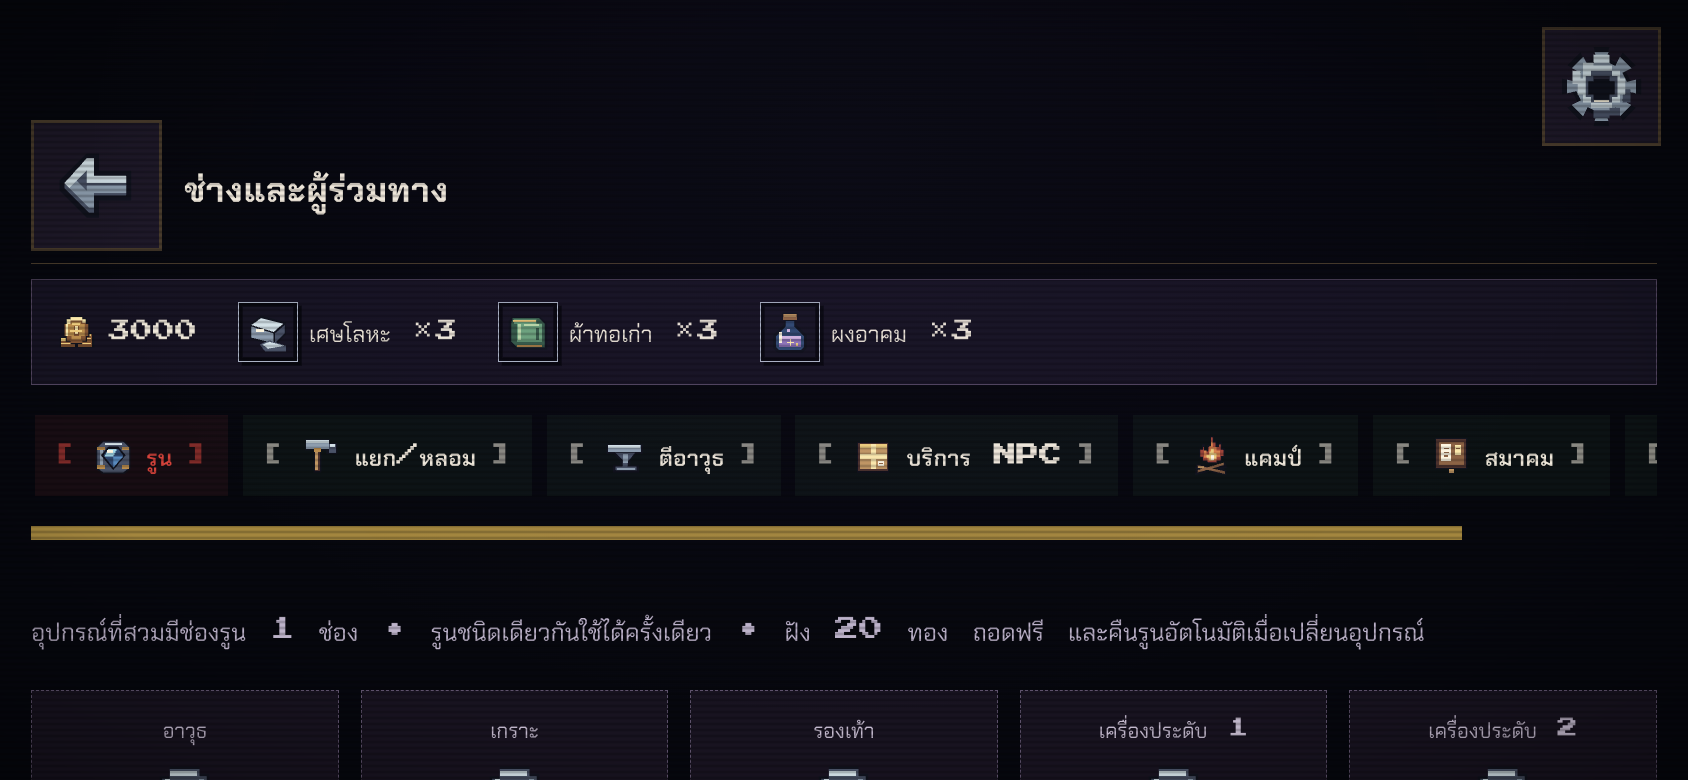 ช่างและผู้ร่วมทาง
3000 เศษโลหะ ×3 ผ้าทอเก่า ×3 ผงอาคม ×3
[ รูน ] [ แยก/หลอม ] [ ตีอาวุธ ] [ บริการ NPC ] [ แคมป์ ] [ สมาคม ] [
อุปกรณ์ที่สวมมีช่องรูน 1 ช่อง • รูนชนิดเดียวกันใช้ได้ครั้งเดียว • ฝัง 20 ทอง ถอดฟรี และคืนรูนอัตโนมัติเมื่อเปลี่ยนอุปกรณ์
อาวุธ เกราะ รองเท้า เครื่องประดับ 1 เครื่องประดับ 2